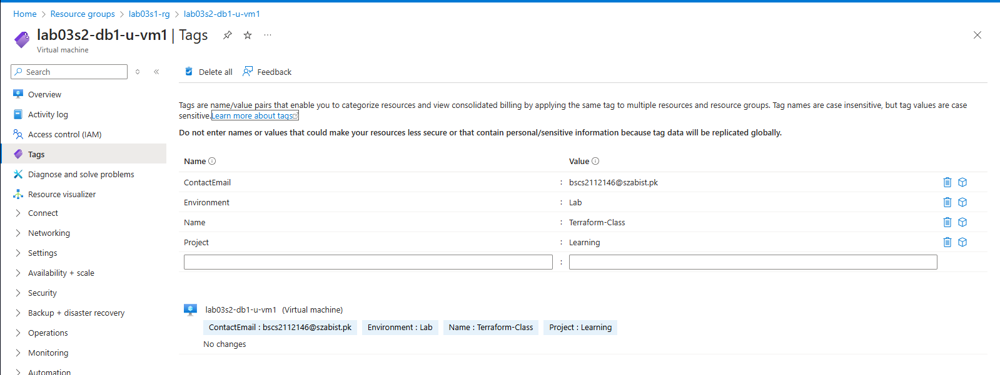 Home > Resource groups > lab03s1-rg > lab03s2-db1-u-vm1
lab03s2-db1-u-vm1 | Tags
Virtual machine
Search
Delete all
Feedback
Overview
Activity log
Access control (IAM)
Tags
Diagnose and solve problems
Resource visualizer
Connect
Networking
Settings
Availability + scale
Security
Backup + disaster recovery
Operations
Monitoring
Automation
Tags are name/value pairs that enable you to categorize resources and view consolidated billing by applying the same tag to multiple resources and resource groups. Tag names are case insensitive, but tag values are case
sensitive. Learn more about tags
Do not enter names or values that could make your resources less secure or that contain personal/sensitive information because tag data will be replicated globally.
Name Value
ContactEmail : bscs2112146@szabist.pk
Environment : Lab
Name : Terraform-Class
Project : Learning
:
lab03s2-db1-u-vm1 (Virtual machine)
ContactEmail : bscs2112146@szabist.pk Environment : Lab Name : Terraform-Class Project : Learning
No changes